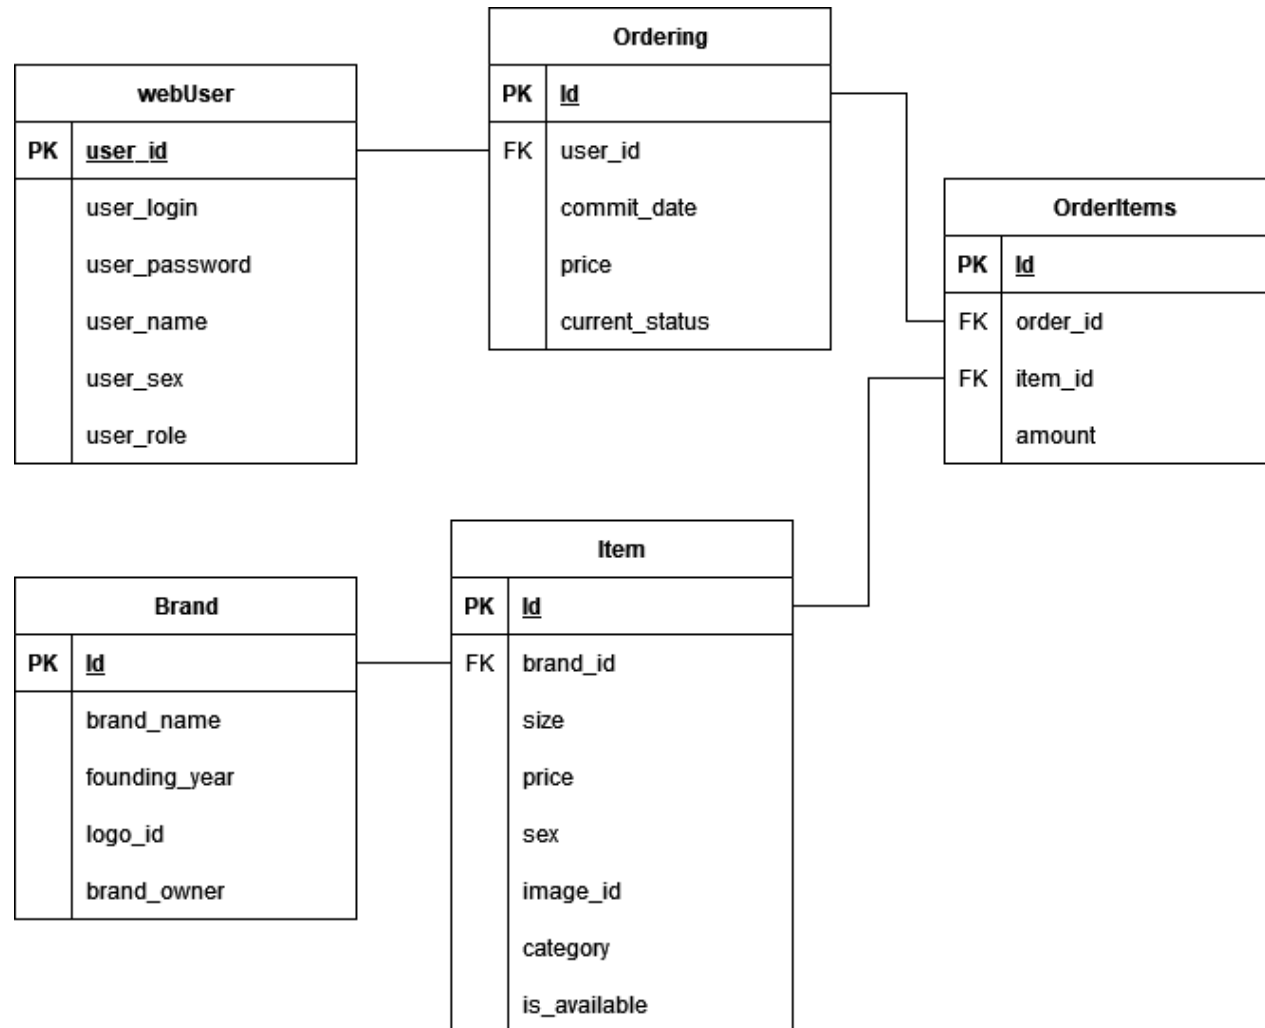 webUser
PK user_id
user_login
user_password
user_name
user_sex
user_role
Ordering
PK Id
FK user_id
commit_date
price
current_status
OrderItems
PK Id
FK order_id
FK item_id
amount
Brand
PK Id
brand_name
founding_year
logo_id
brand_owner
Item
PK Id
FK brand_id
size
price
sex
image_id
category
is_available